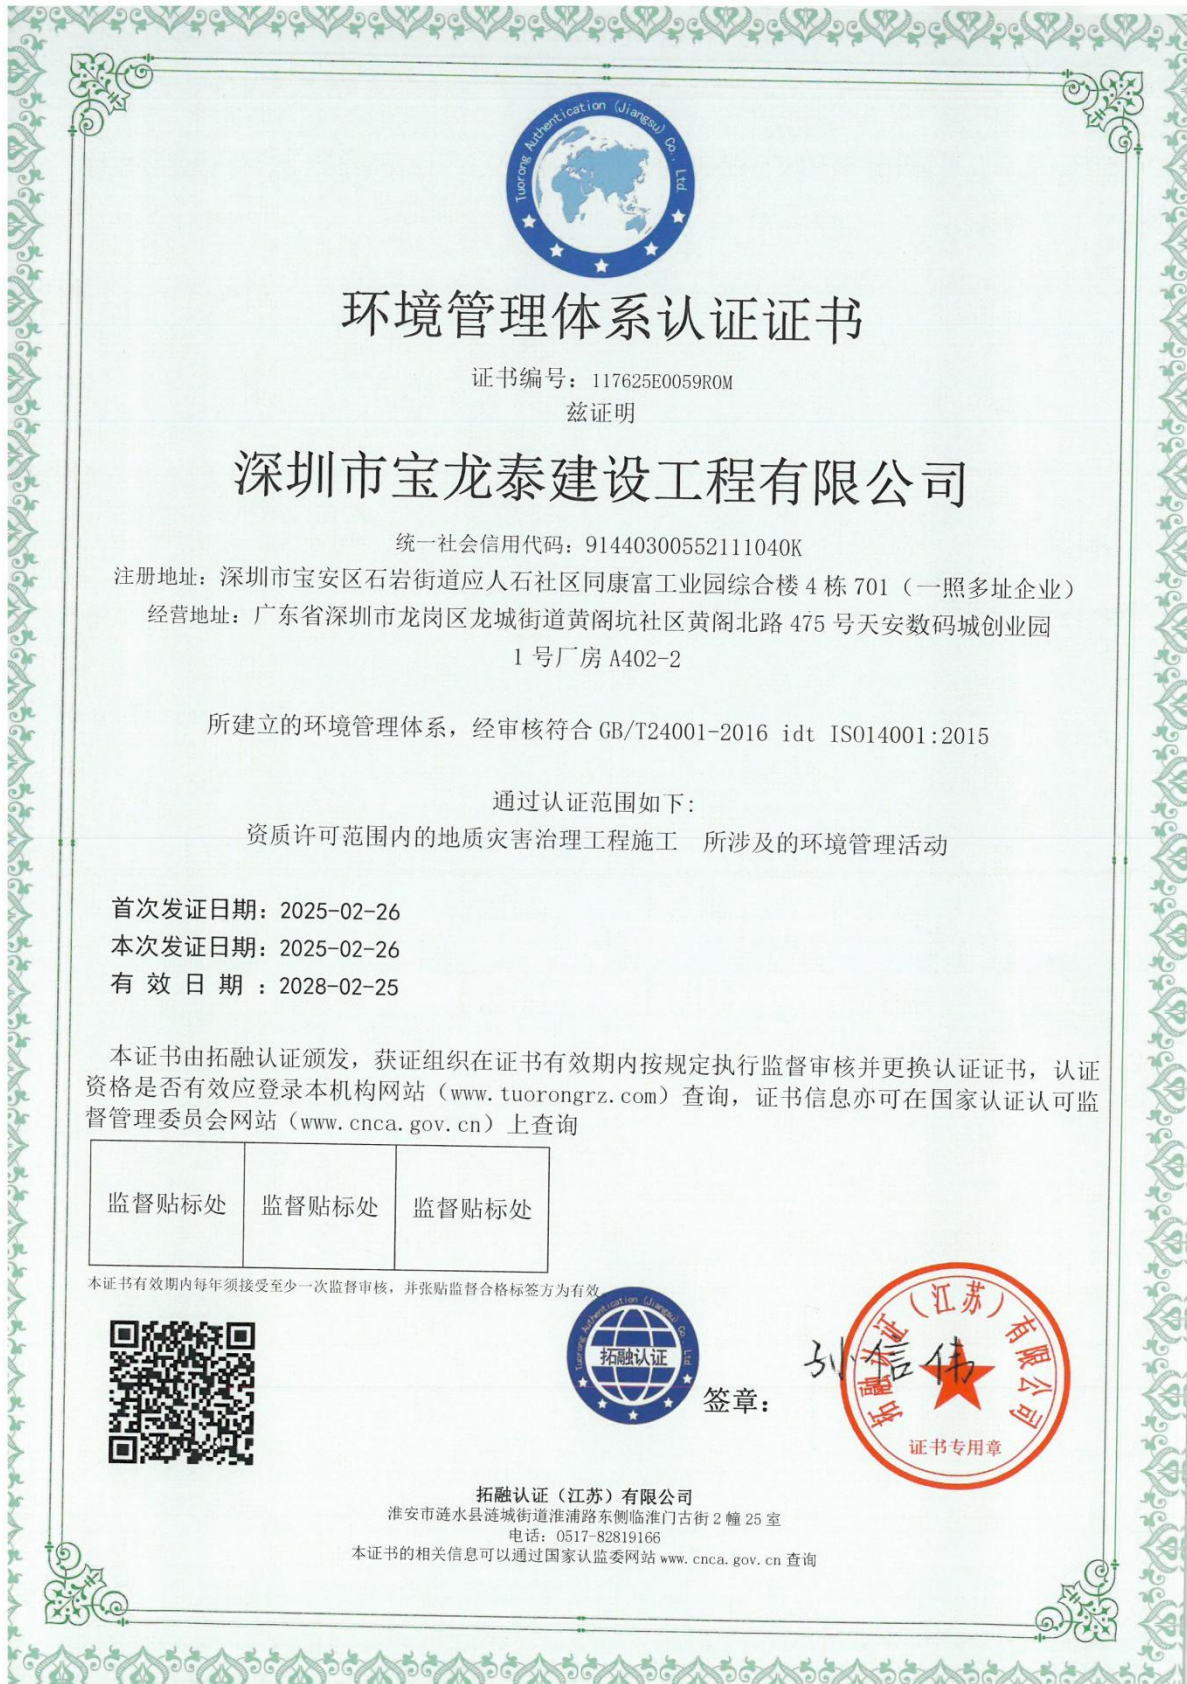 Tuorong Authentication (Jiangsu) Co., Ltd.
环境管理体系认证证书
证书编号：117625E0059R0M
兹证明
深圳市宝龙泰建设工程有限公司
统一社会信用代码：91440300552111040K
注册地址：深圳市宝安区石岩街道应人石社区同康富工业园综合楼 4 栋 701（一照多址企业）
经营地址：广东省深圳市龙岗区龙城街道黄阁坑社区黄阁北路 475 号天安数码城创业园
1 号厂房 A402-2
所建立的环境管理体系，经审核符合 GB/T24001-2016 idt ISO14001:2015
通过认证范围如下:
资质许可范围内的地质灾害治理工程施工 所涉及的环境管理活动
首次发证日期：2025-02-26
本次发证日期：2025-02-26
有 效 日 期 ：2028-02-25
本证书由拓融认证颁发，获证组织在证书有效期内按规定执行监督审核并更换认证证书，认证
资格是否有效应登录本机构网站（www.tuorongrz.com）查询，证书信息亦可在国家认证认可监
督管理委员会网站（www.cnca.gov.cn）上查询
监督贴标处 监督贴标处 监督贴标处
本证书有效期内每年须接受至少一次监督审核，并张贴监督合格标签方为有效。
Tuorong Authentication (Jiangsu) Co., Ltd
拓融认证
签章：
孙信伟
拓融认证（江苏）有限公司
证书专用章
拓融认证（江苏）有限公司
淮安市涟水县涟城街道淮浦路东侧临淮门古街 2 幢 25 室
电话：0517-82819166
本证书的相关信息可以通过国家认监委网站 www.cnca.gov.cn 查询